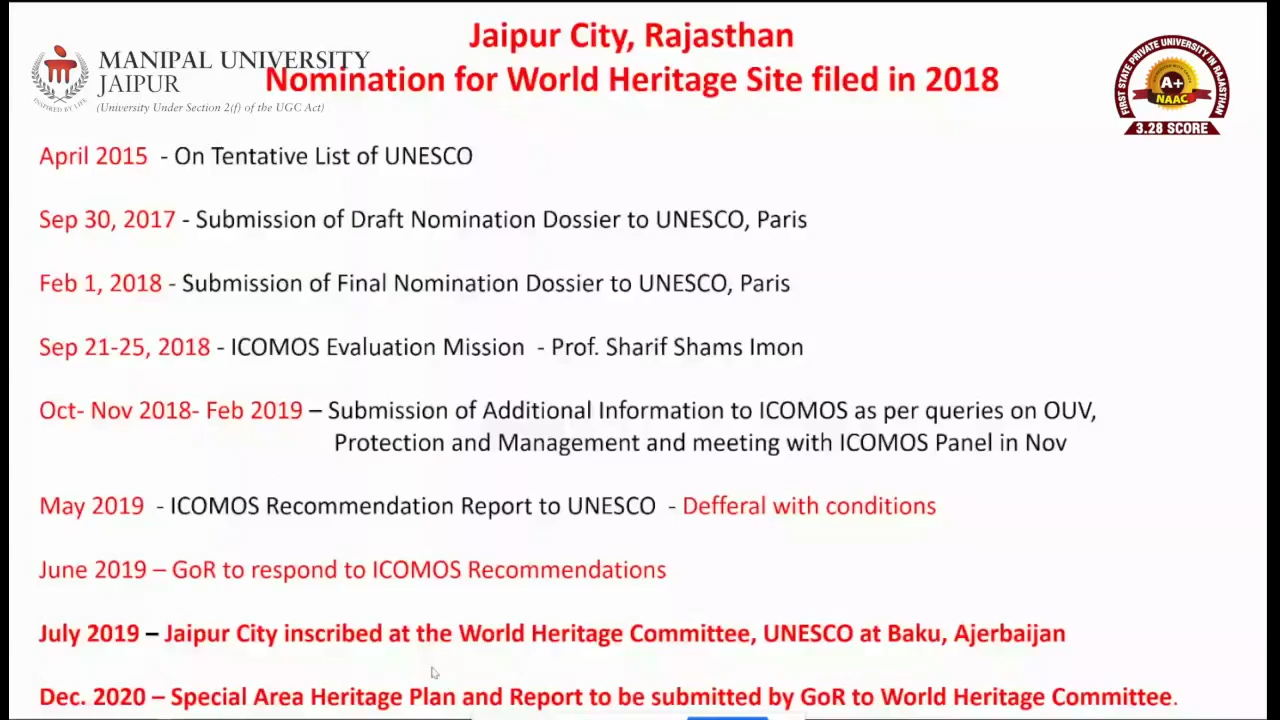 Jaipur City, Rajasthan
MANIPAL UNIVERSITY
JAIPUR
Nomination for World Heritage Site filed in 2018
(University Under Section 2(f) of the UGC Act)
INSPIRED BY LIFE
FIRST STATE PRIVATE UNIVERSITY IN RAJASTHAN
A+
NAAC
3.28 SCORE
April 2015 - On Tentative List of UNESCO
Sep 30, 2017 - Submission of Draft Nomination Dossier to UNESCO, Paris
Feb 1, 2018 - Submission of Final Nomination Dossier to UNESCO, Paris
Sep 21-25, 2018 - ICOMOS Evaluation Mission - Prof. Sharif Shams Imon
Oct- Nov 2018- Feb 2019 – Submission of Additional Information to ICOMOS as per queries on OUV,
Protection and Management and meeting with ICOMOS Panel in Nov
May 2019 - ICOMOS Recommendation Report to UNESCO - Defferal with conditions
June 2019 – GoR to respond to ICOMOS Recommendations
July 2019 – Jaipur City inscribed at the World Heritage Committee, UNESCO at Baku, Ajerbaijan
Dec. 2020 – Special Area Heritage Plan and Report to be submitted by GoR to World Heritage Committee.